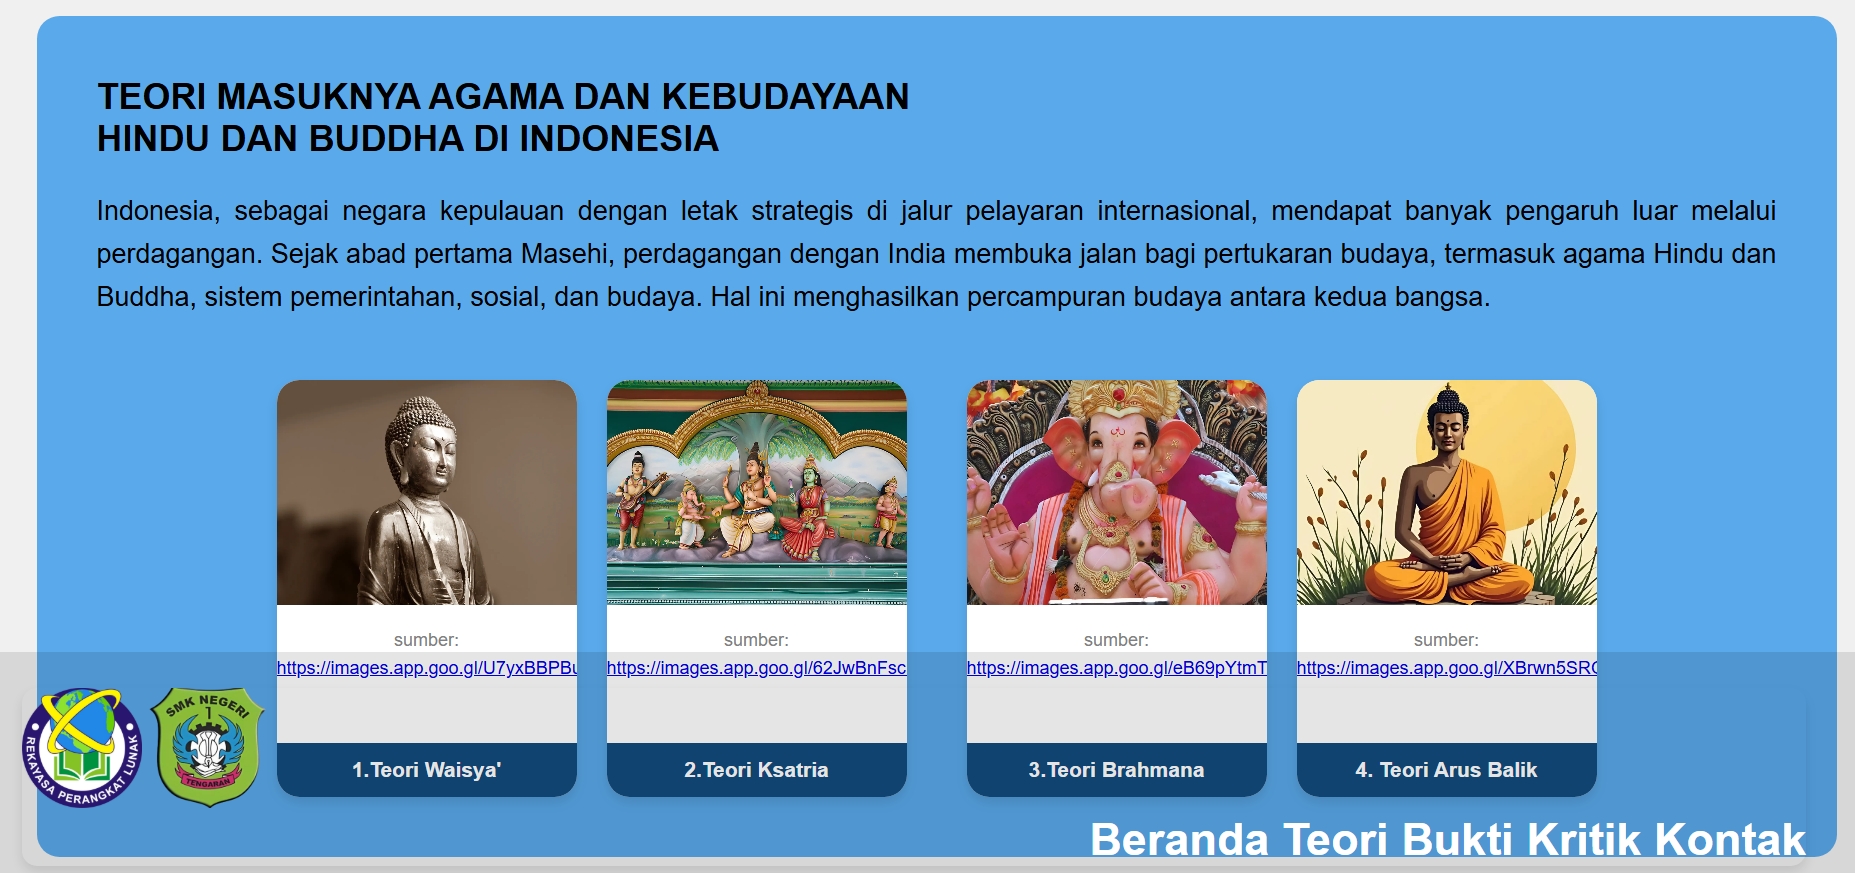 TEORI MASUKNYA AGAMA DAN KEBUDAYAAN
HINDU DAN BUDDHA DI INDONESIA
Indonesia, sebagai negara kepulauan dengan letak strategis di jalur pelayaran internasional, mendapat banyak pengaruh luar melalui
perdagangan. Sejak abad pertama Masehi, perdagangan dengan India membuka jalan bagi pertukaran budaya, termasuk agama Hindu dan
Buddha, sistem pemerintahan, sosial, dan budaya. Hal ini menghasilkan percampuran budaya antara kedua bangsa.
sumber:
https://images.app.goo.gl/U7yxBBPBu
1.Teori Waisya'
sumber:
https://images.app.goo.gl/62JwBnFsc
2.Teori Ksatria
sumber:
https://images.app.goo.gl/eB69pYtmT
3.Teori Brahmana
sumber:
https://images.app.goo.gl/XBrwn5SRC
4. Teori Arus Balik
REKAYASA PERANGKAT LUNAK
SMK NEGERI
1
TENGARAN
Beranda Teori Bukti Kritik Kontak